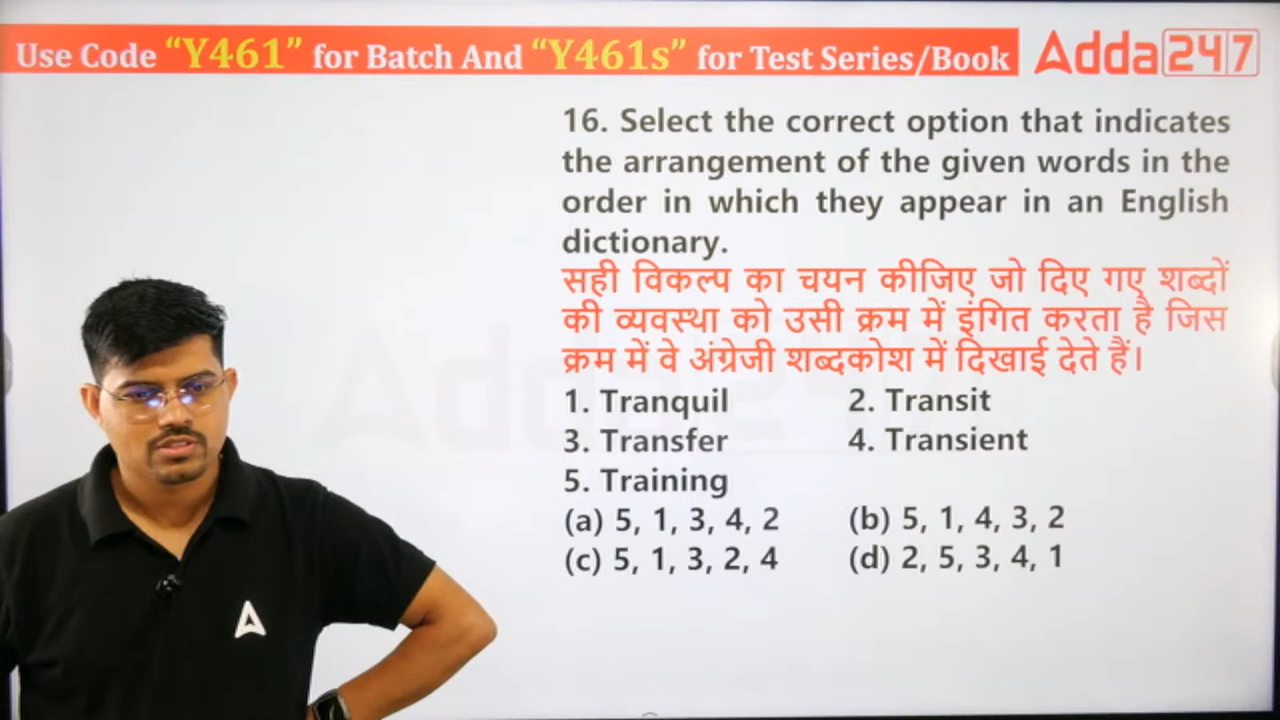 Use Code “Y461” for Batch And “Y461s” for Test Series/Book
Adda247
16. Select the correct option that indicates
the arrangement of the given words in the
order in which they appear in an English
dictionary.
सही विकल्प का चयन कीजिए जो दिए गए शब्दों
की व्यवस्था को उसी क्रम में इंगित करता है जिस
क्रम में वे अंग्रेजी शब्दकोश में दिखाई देते हैं।
1. Tranquil 2. Transit
3. Transfer 4. Transient
5. Training
(a) 5, 1, 3, 4, 2 (b) 5, 1, 4, 3, 2
(c) 5, 1, 3, 2, 4 (d) 2, 5, 3, 4, 1